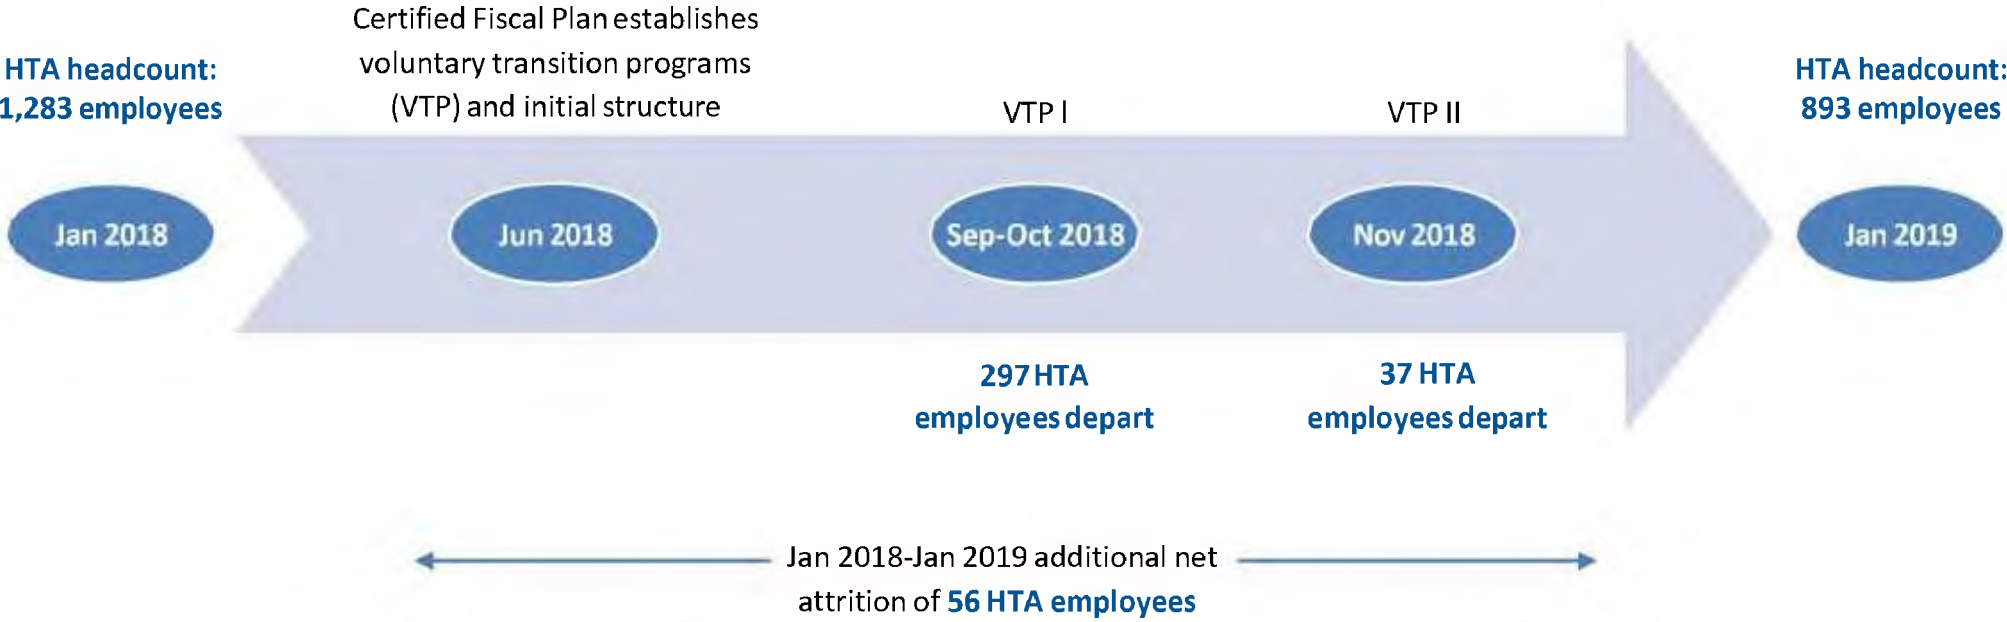 HTA headcount:
1,283 employees
Certified Fiscal Plan establishes
voluntary transition programs
(VTP) and initial structure
VTP I
VTP II
HTA headcount:
893 employees
Jan 2018
Jun 2018
Sep-Oct 2018
Nov 2018
Jan 2019
297 HTA
employees depart
37 HTA
employees depart
Jan 2018-Jan 2019 additional net
attrition of 56 HTA employees